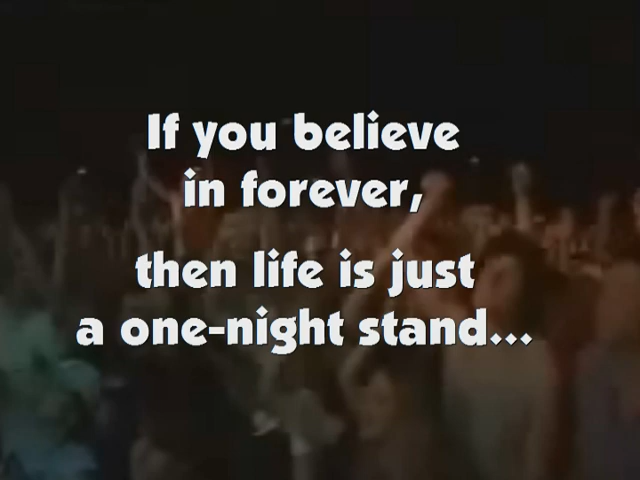 If you believe
in forever,
then life is just
a one-night stand...